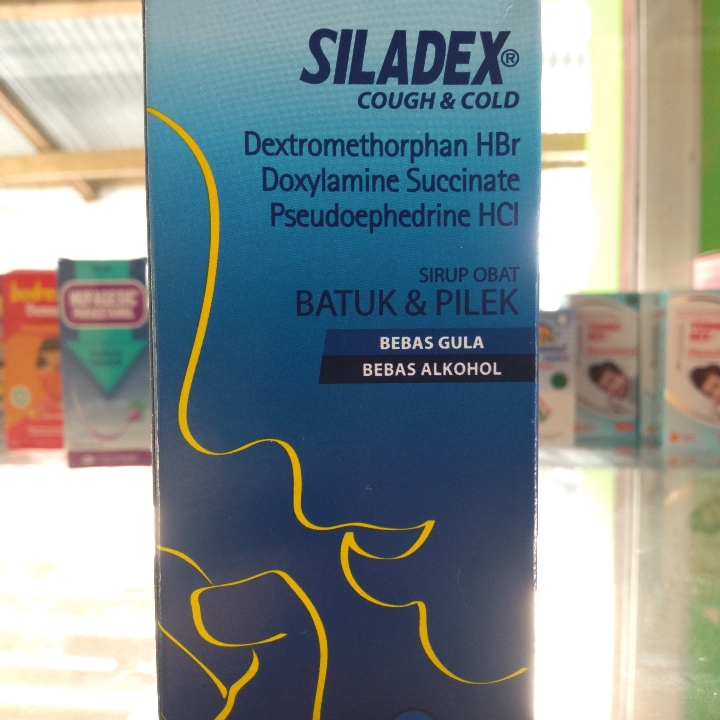 SILADEX®
COUGH & COLD
Dextromethorphan HBr
Doxylamine Succinate
Pseudoephedrine HCl
SIRUP OBAT
BATUK & PILEK
BEBAS GULA
BEBAS ALKOHOL